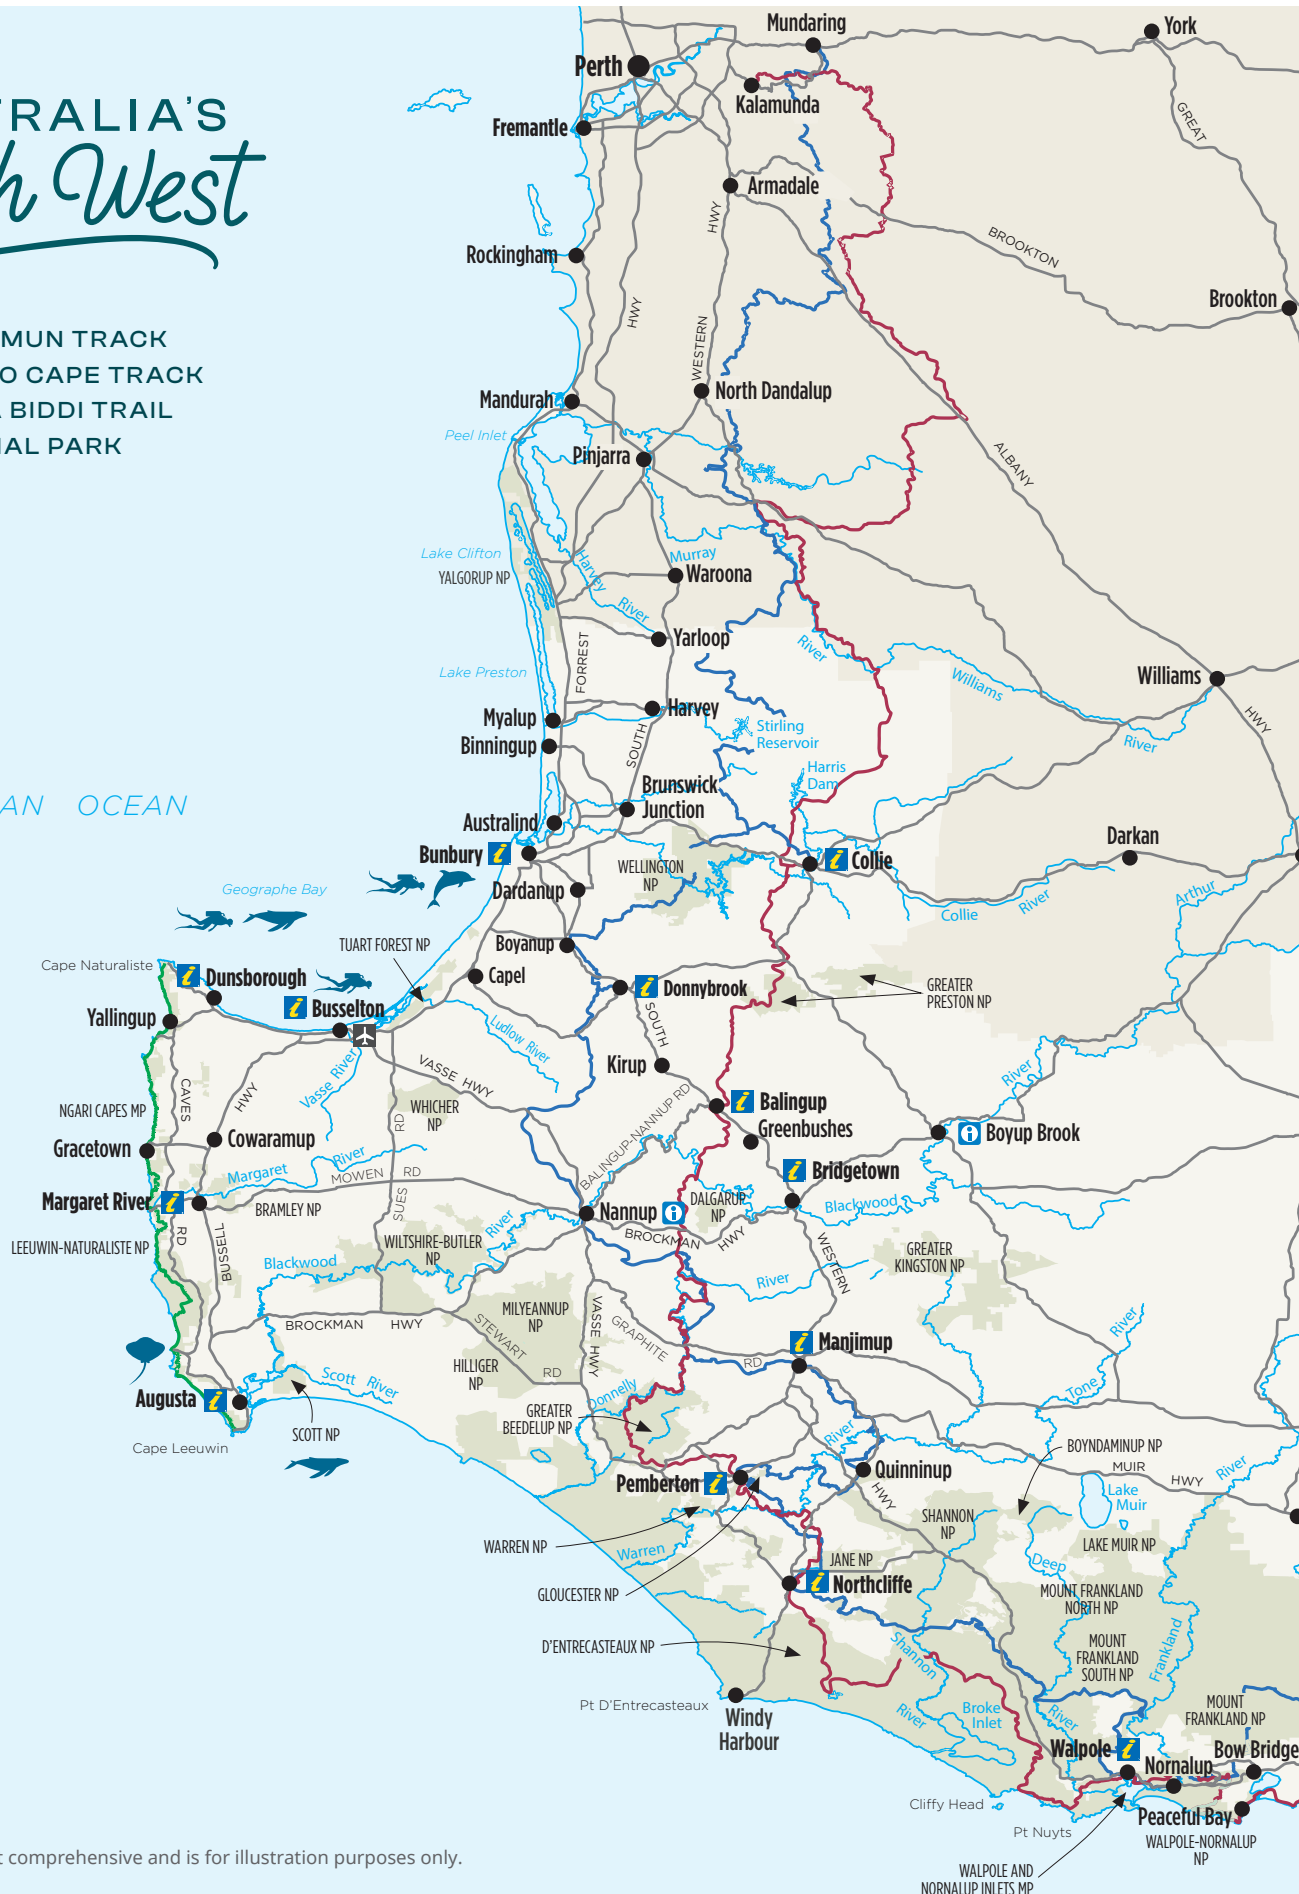 TRALIA'S
h West
MUN TRACK
O CAPE TRACK
A BIDDI TRAIL
NAL PARK
AN OCEAN
Mundaring
York
Perth
Kalamunda
GREAT
Fremantle
Armadale
HWY
BROOKTON
Rockingham
Brookton
HWY
WESTERN
North Dandalup
Mandurah
Peel Inlet
Pinjarra
ALBANY
Lake Clifton
YALGORUP NP
Murray
Harvey
River
Waroona
Yarloop
River
FORREST
Lake Preston
Williams
Williams
River
HWY
Myalup
Harvey
Binningup
SOUTH
Stirling
Reservoir
Harris
Dam
Brunswick
Junction
Australind
Bunbury
WELLINGTON
NP
Collie
Darkan
Arthur
Collie
River
Geographe Bay
Dardanup
TUART FOREST NP
Boyanup
Cape Naturaliste
Dunsborough
Capel
Donnybrook
GREATER
PRESTON NP
Busselton
Yallingup
Ludlow River
SOUTH
Kirup
Vasse River
VASSE HWY
River
CAVES
HWY
NGARI CAPES MP
WHICHER
NP
RD
BALINGUP-NANNUP RD
Balingup
Greenbushes
Boyup Brook
Gracetown
Cowaramup
Margaret
River
MOWEN RD
Bridgetown
Margaret River
BRAMLEY NP
SUES
DALGARUP
NP
Blackwood
Nannup
River
BROCKMAN
HWY
RD
BUSSELL
LEEUWIN-NATURALISTE NP
Blackwood
WILTSHIRE-BUTLER
NP
WESTERN
GREATER
KINGSTON NP
River
MILYEANNUP
NP
VASSE HWY
GRAPHITE
RD
BROCKMAN HWY
STEWART
RD
HILLIGER
NP
Manjimup
River
Tone
Scott River
Augusta
SCOTT NP
Cape Leeuwin
Donnelly
GREATER
BEEDELUP NP
River
BOYNDAMINUP NP
MUIR
HWY
River
Pemberton
Quinninup
HWY
Lake
Muir
SHANNON
NP
LAKE MUIR NP
WARREN NP
Warren
JANE NP
Deep
GLOUCESTER NP
Northcliffe
MOUNT FRANKLAND
NORTH NP
D'ENTRECASTEAUX NP
Shannon
MOUNT
FRANKLAND
SOUTH NP
Frankland
Pt D'Entrecasteaux
Windy
Harbour
River
Broke
Inlet
River
MOUNT
FRANKLAND NP
Walpole
Nornalup
Bow Bridge
Cliffy Head
Peaceful Bay
Pt Nuyts
WALPOLE-NORNALUP
NP
t comprehensive and is for illustration purposes only.
WALPOLE AND
NORNALUP INLETS MP